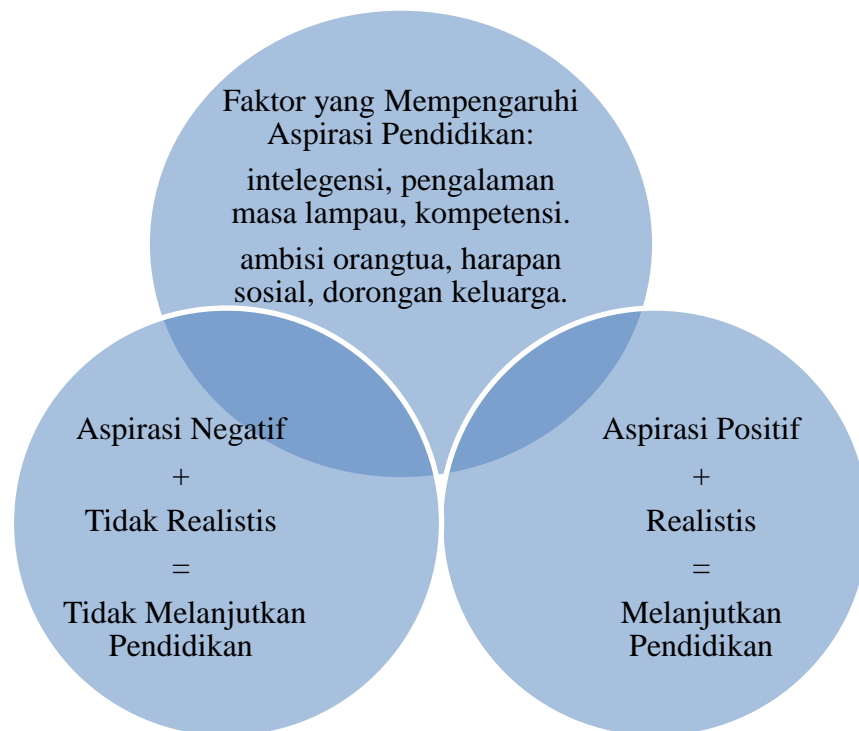 Faktor yang Mempengaruhi
Aspirasi Pendidikan:
intelegensi, pengalaman
masa lampau, kompetensi.
ambisi orangtua, harapan
sosial, dorongan keluarga.
Aspirasi Negatif
+
Tidak Realistis
=
Tidak Melanjutkan
Pendidikan
Aspirasi Positif
+
Realistis
=
Melanjutkan
Pendidikan